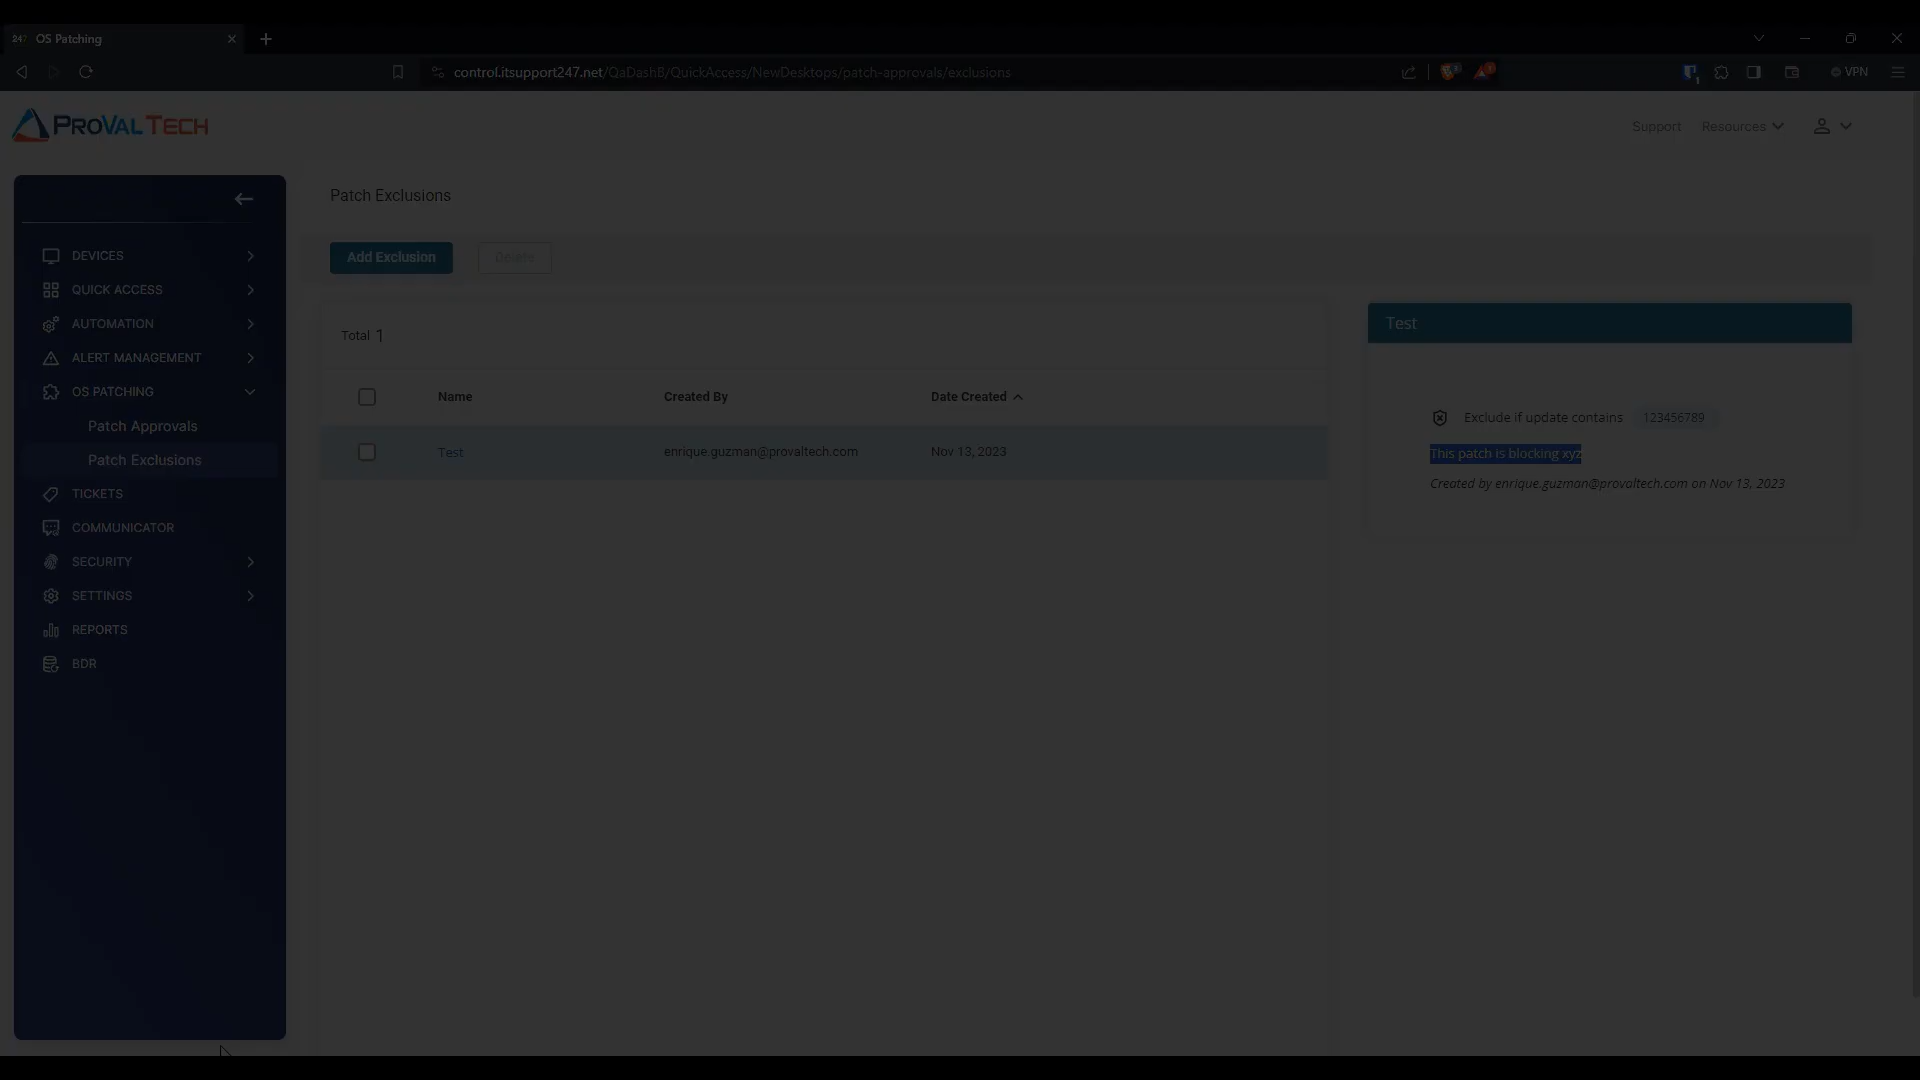 247 OS Patching
control.itsupport247.net/QaDashB/QuickAccess/NewDesktops/patch-approvals/exclusions
VPN
PROVAL TECH
Support Resources
Patch Exclusions
Add Exclusion Delete
DEVICES
QUICK ACCESS
AUTOMATION
ALERT MANAGEMENT
OS PATCHING
Patch Approvals
Patch Exclusions
TICKETS
COMMUNICATOR
SECURITY
SETTINGS
REPORTS
BDR
Total 1
Name Created By Date Created
Test enrique.guzman@provaltech.com Nov 13, 2023
Test
Exclude if update contains 123456789
This patch is blocking xyz
Created by enrique.guzman@provaltech.com on Nov 13, 2023